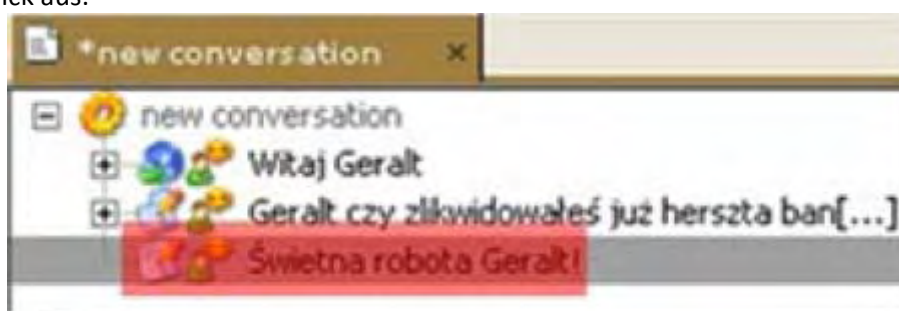 *new conversation
new conversation
Witaj Geralt
Geralt czy zlikwidowałeś już herszta ban[...]
Świetna robota Geralt!